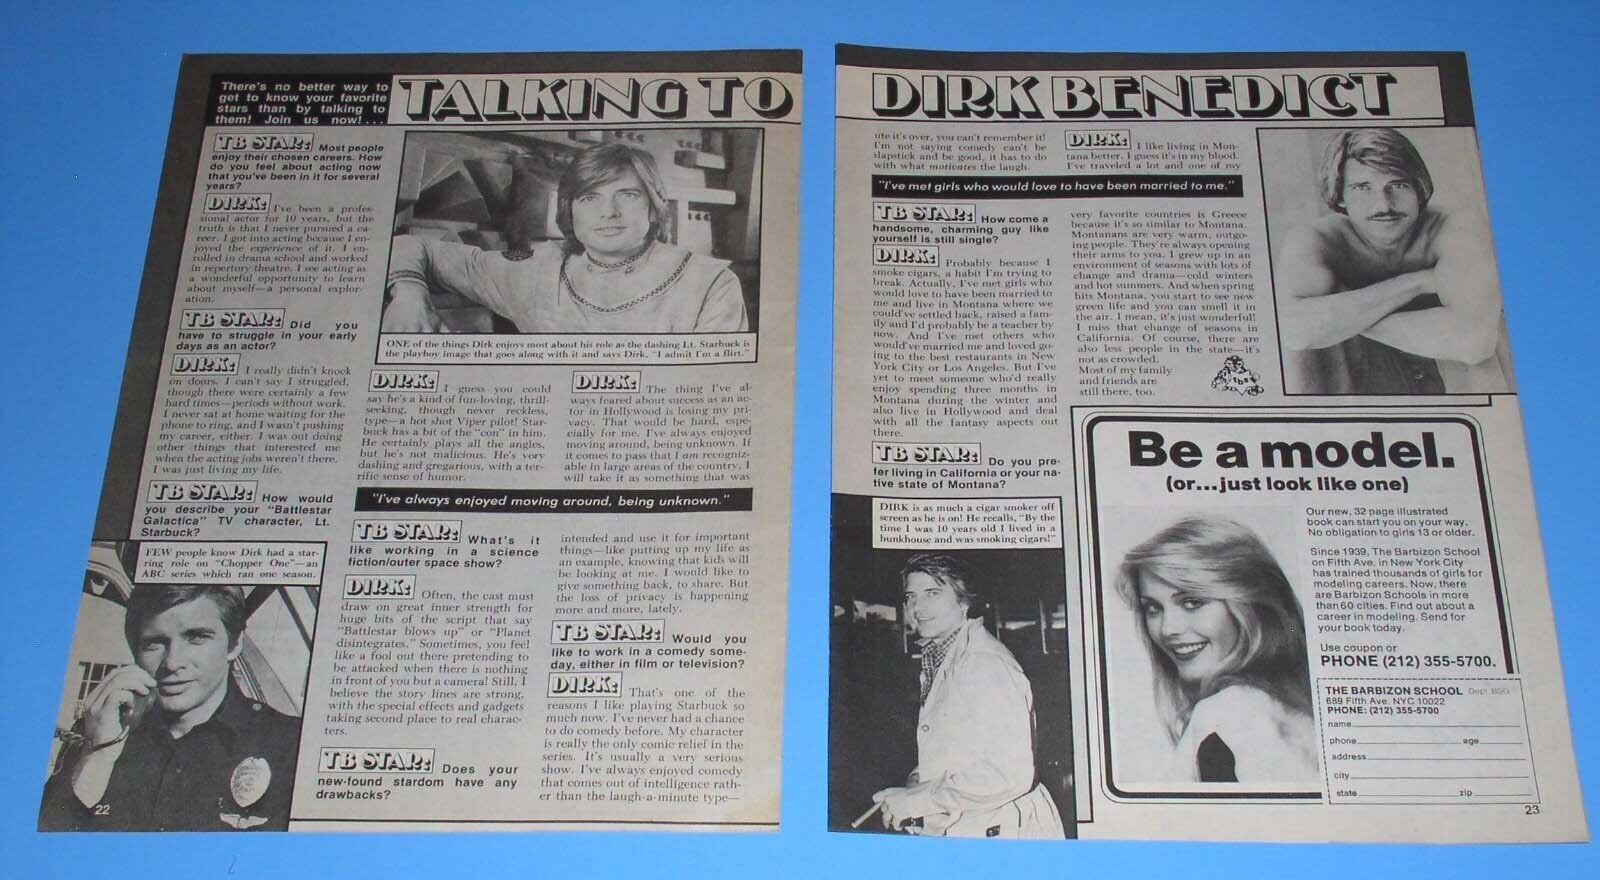 There's no better way to
get to know your favorite
stars than by talking to
them! Join us now!...
TALKING TO
TB STAR: Most people
enjoy their chosen careers. How
do you feel about acting now
that you've been in it for several
years?
DIRK: I've been a profes-
sional actor for 10 years, but the
truth is that I never pursued a ca-
reer. I got into acting because I en-
joyed the experience of it. I en-
rolled in drama school and worked
in repertory theatre. I see acting as
a wonderful opportunity to learn
about myself—a personal explor-
ation.
TB STAR: Did you
have to struggle in your early
days as an actor?
DIRK: I really didn't knock
on doors. I can't say I struggled,
though there were certainly a few
hard times—periods without work.
I never sat at home waiting for the
phone to ring, and I wasn't pushing
my career, either. I was out doing
other things that interested me
when the acting jobs weren't there.
I was just living my life.
TB STAR: How would
you describe your "Battlestar
Galactica" TV character, Lt.
Starbuck?
FEW people know Dirk had a star-
ring role on "Chopper One"—an
ABC series which ran one season.
22
ONE of the things Dirk enjoys most about his role as the dashing Lt. Starbuck is
the playboy image that goes along with it and says Dirk, "I admit I'm a flirt."
DIRK: I guess you could
say he's a kind of fun-loving, thrill-
seeking, though never reckless,
type—a hot shot Viper pilot! Star-
buck has a bit of the "con" in him.
He certainly plays all the angles,
but he's not malicious. He's very
dashing and gregarious, with a ter-
rific sense of humor.
"I've always enjoyed moving around, being unknown."
TB STAR: What's it
like working in a science
fiction/outer space show?
DIRK: Often, the cast must
draw on great inner strength for
huge bits of the script that say
"Battlestar blows up" or "Planet
disintegrates." Sometimes, you feel
like a fool out there pretending to
be attacked when there is nothing
in front of you but a camera! Still, I
believe the story lines are strong,
with the special effects and gadgets
taking second place to real charac-
ters.
TB STAR: Does your
new-found stardom have any
drawbacks?
DIRK: The thing I've al-
ways feared about success as an ac-
tor in Hollywood is losing my pri-
vacy. That would be hard, espe-
cially for me. I've always enjoyed
moving around, being unknown. If
it comes to pass that I am recogniz-
able in large areas of the country, I
will take it as something that was
intended and use it for important
things—like putting up my life as
an example, knowing that kids will
be looking at me. I would like to
give something back, to share. But
the loss of privacy is happening
more and more, lately.
TB STAR: Would you
like to work in a comedy some-
day, either in film or television?
DIRK: That's one of the
reasons I like playing Starbuck so
much now. I've never had a chance
to do comedy before. My character
is really the only comic relief in the
series. It's usually a very serious
show. I've always enjoyed comedy
that comes out of intelligence rath-
er than the laugh-a-minute type—
DIRK BENEDICT
ute it's over, you can't remember it!
I'm not saying comedy can't be
slapstick and be good, it has to do
with what motivates the laugh.
"I've met girls who would love to have been married to me."
TB STAR: How come a
handsome, charming guy like
yourself is still single?
DIRK: Probably because I
smoke cigars, a habit I'm trying to
break. Actually, I've met girls who
would love to have been married to
me and live in Montana where we
could've settled back, raised a fam-
ily and I'd probably be a teacher by
now. And I've met others who
would've married me and loved go-
ing to the best restaurants in New
York City or Los Angeles. But I've
yet to meet someone who'd really
enjoy spending three months in
Montana during the winter and
also live in Hollywood and deal
with all the fantasy aspects out
there.
TB STAR: Do you pre-
fer living in California or your na-
tive state of Montana?
DIRK is as much a cigar smoker off
screen as he is on! He recalls, "By the
time I was 10 years old I lived in a
bunkhouse and was smoking cigars!"
DIRK: I like living in Mon-
tana better. I guess it's in my blood.
I've traveled a lot and one of my
very favorite countries is Greece
because it's so similar to Montana.
Montanans are very warm, outgo-
ing people. They're always opening
their arms to you. I grew up in an
environment of seasons with lots of
change and drama—cold winters
and hot summers. And when spring
hits Montana, you start to see new
green life and you can smell it in
the air. I mean, it's just wonderful!
I miss that change of seasons in
California. Of course, there are
also less people in the state—it's
not as crowded.
Most of my family
and friends are
still there, too.
Be a model.
(or...just look like one)
Our new, 32 page illustrated
book can start you on your way.
No obligation to girls 13 or older.
Since 1939, The Barbizon School
on Fifth Ave. in New York City
has trained thousands of girls for
modeling careers. Now, there
are Barbizon Schools in more
than 60 cities. Find out about a
career in modeling. Send for
your book today.
Use coupon or
PHONE (212) 355-5700.
THE BARBIZON SCHOOL Dept. BSG
689 Fifth Ave. NYC 10022
PHONE: (212) 355-5700
name
phone age
address
city
state zip
23